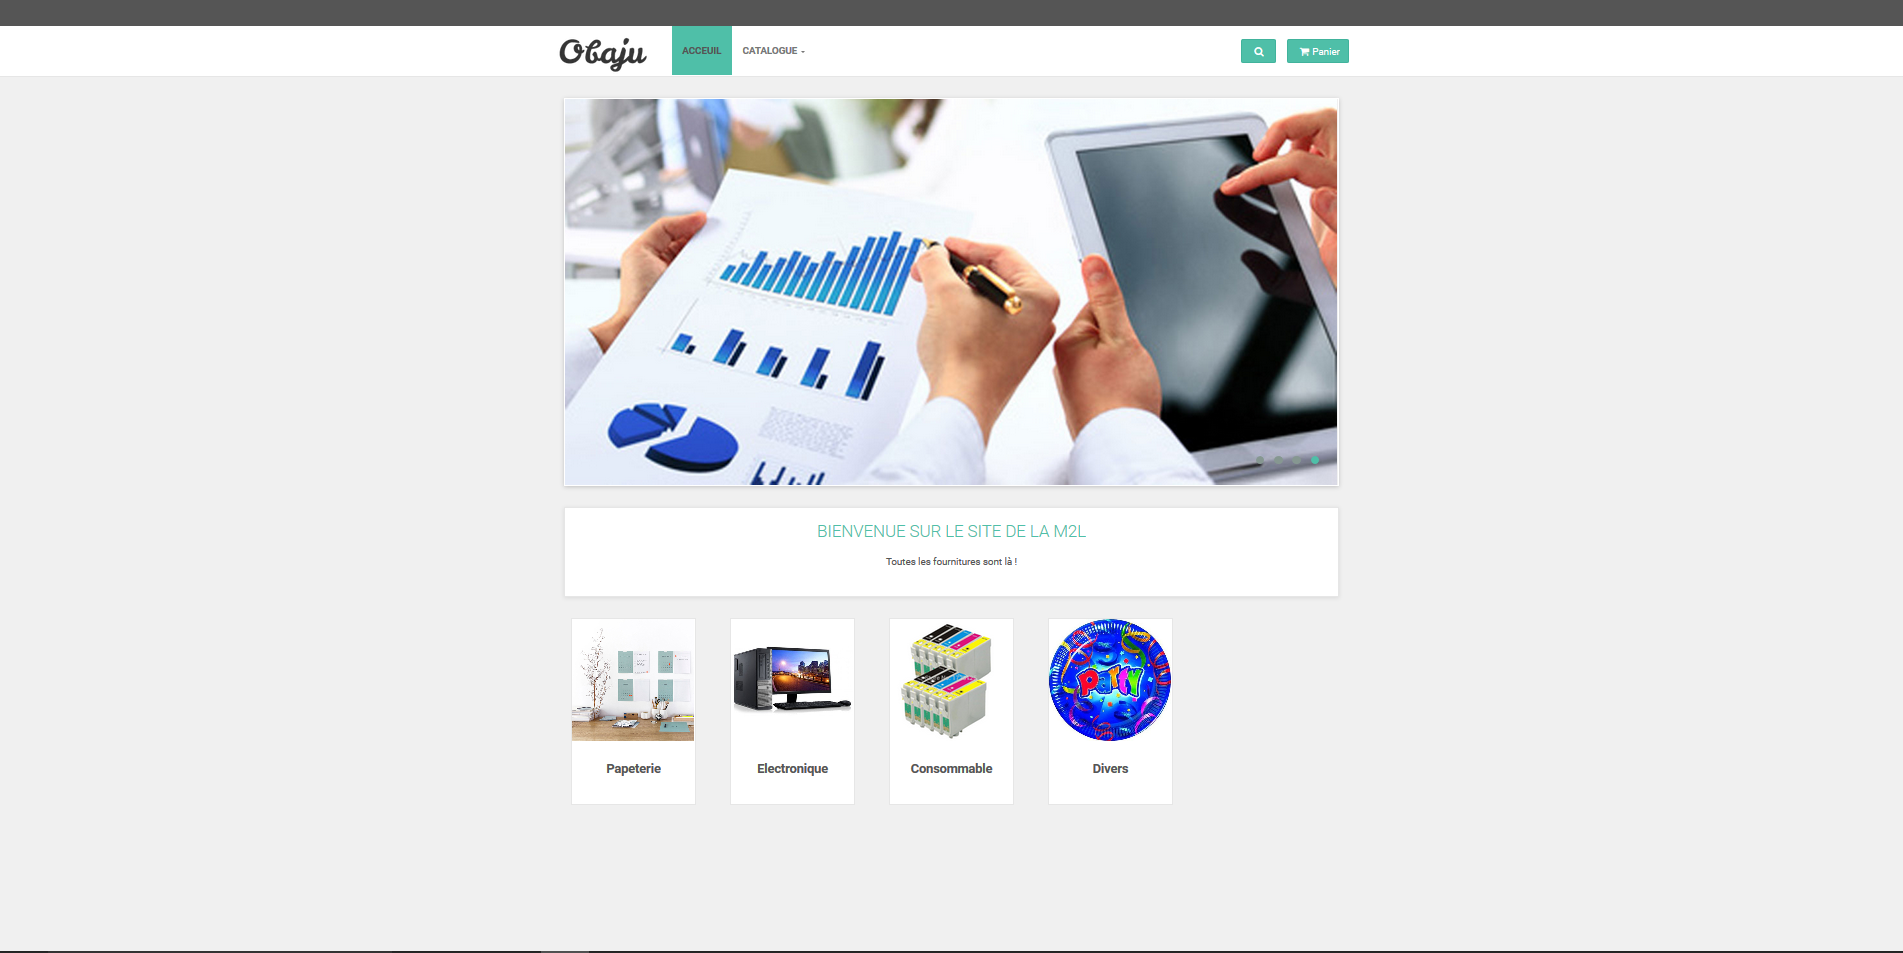 Obaju
ACCEUIL
CATALOGUE
Panier
BIENVENUE SUR LE SITE DE LA M2L
Toutes les fournitures sont là !
Party
Papeterie
Electronique
Consommable
Divers